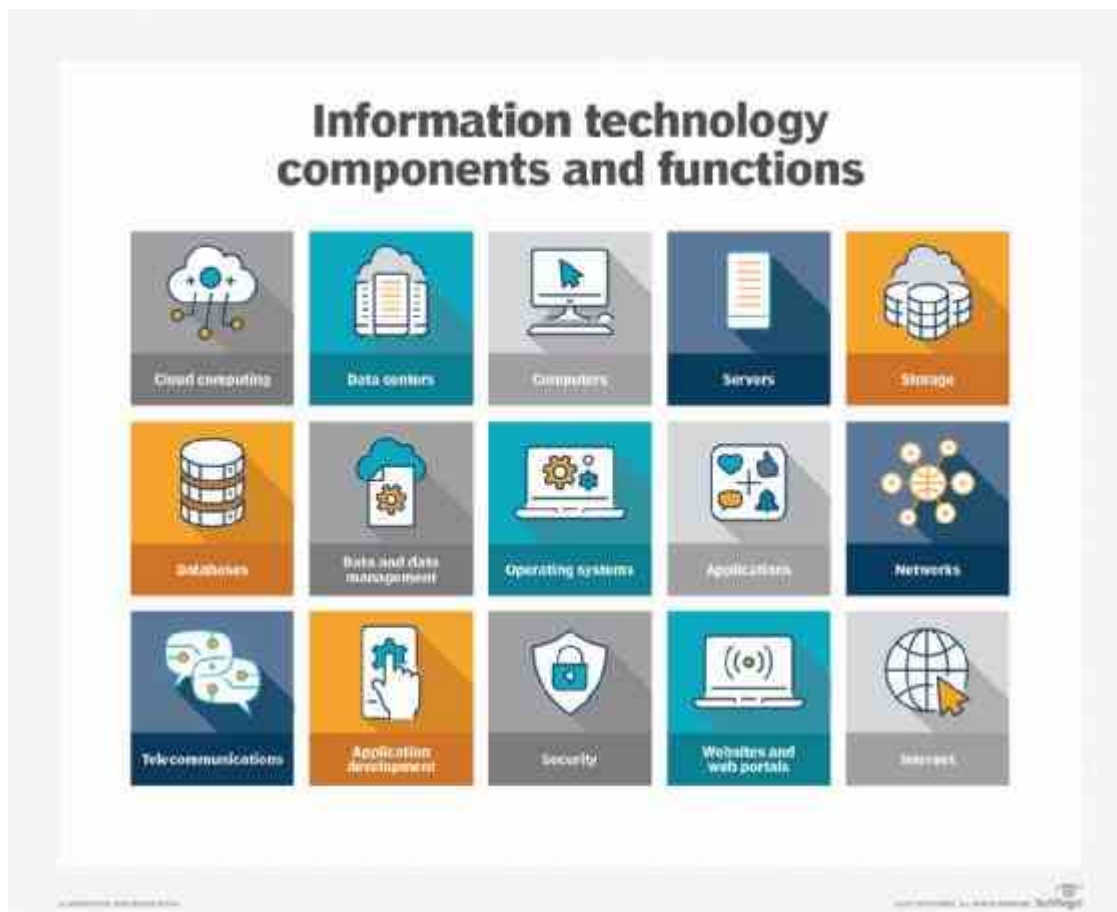 Information technology
components and functions
Cloud computing
Data centers
Computers
Servers
Storage
Databases
Data and data
management
Operating systems
Applications
Networks
Telecommunications
Application
development
Security
Websites and
web portals
Internet
TechTarget